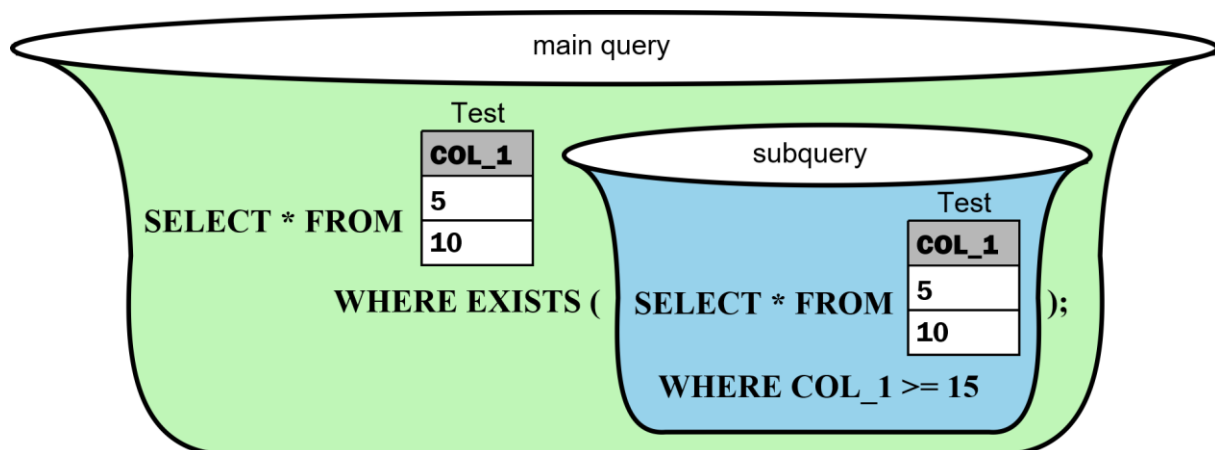 main query
Test
COL_1
5
10
SELECT * FROM
subquery
Test
COL_1
5
10
WHERE EXISTS ( SELECT * FROM );
WHERE COL_1 >= 15